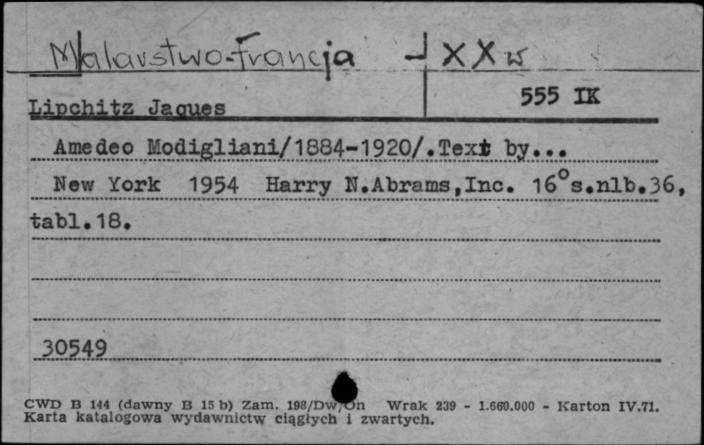 Malarstwo-Francja - XX w
555 IK
Lipchitz Jaques
Amedeo Modigliani/1884-1920/.Text by...
New York 1954 Harry N.Abrams,Inc. 16°s.nlb.36,
tabl.18.
30549
CWD B 144 (dawny B 15 b) Zam. 198/Dw/On Wrak 239 - 1.660.000 - Karton IV.71.
Karta katalogowa wydawnictw ciągłych i zwartych.